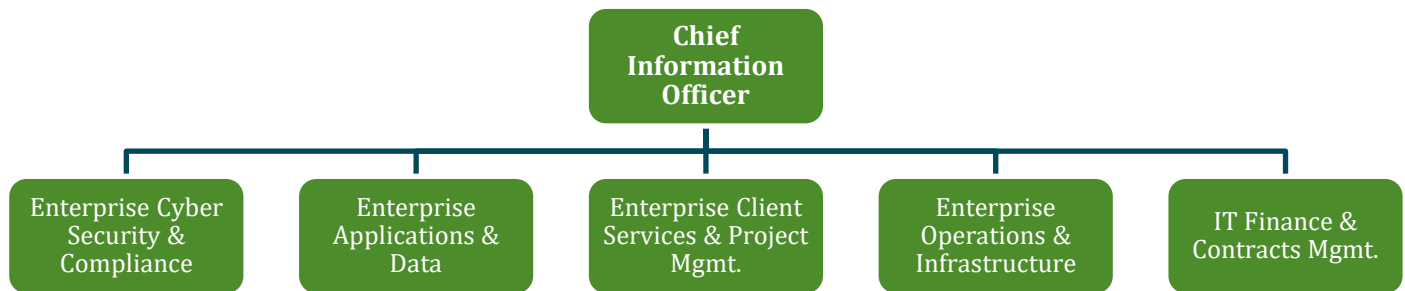 Chief
Information
Officer
Enterprise Cyber
Security &
Compliance
Enterprise
Applications &
Data
Enterprise Client
Services & Project
Mgmt.
Enterprise
Operations &
Infrastructure
IT Finance &
Contracts Mgmt.